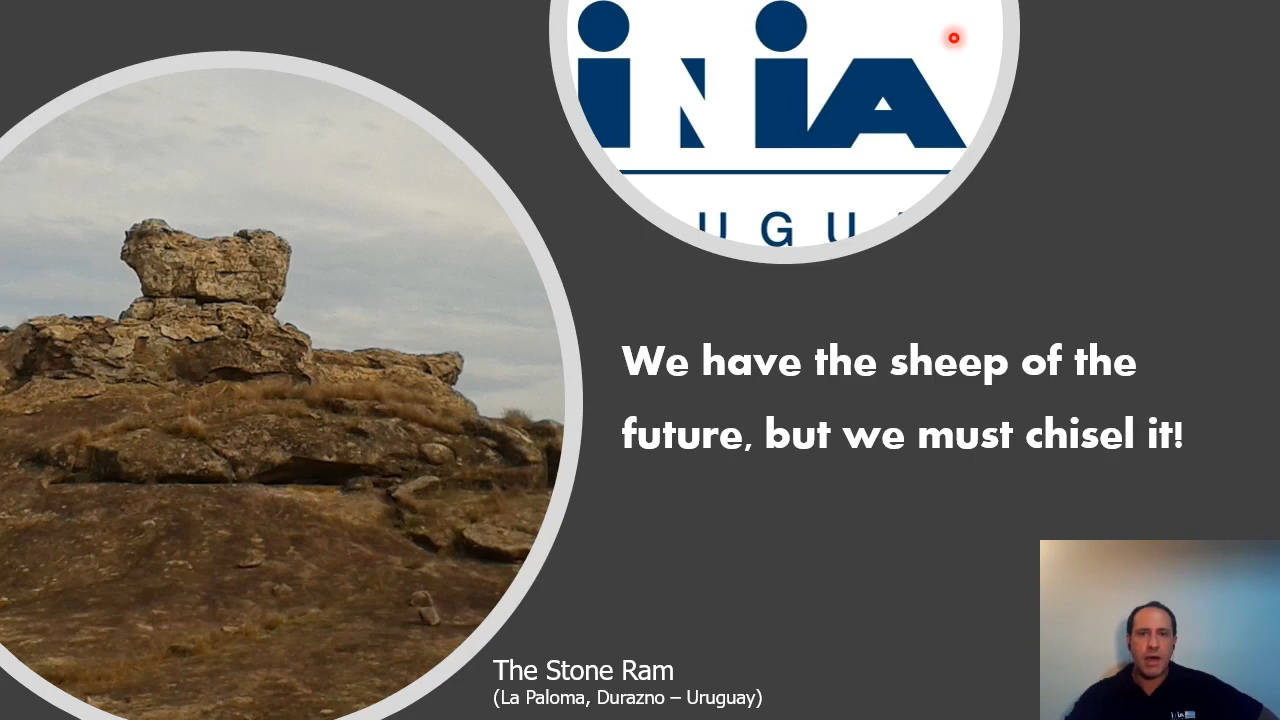 iNiA
UGU
We have the sheep of the
future, but we must chisel it!
The Stone Ram
(La Paloma, Durazno – Uruguay)